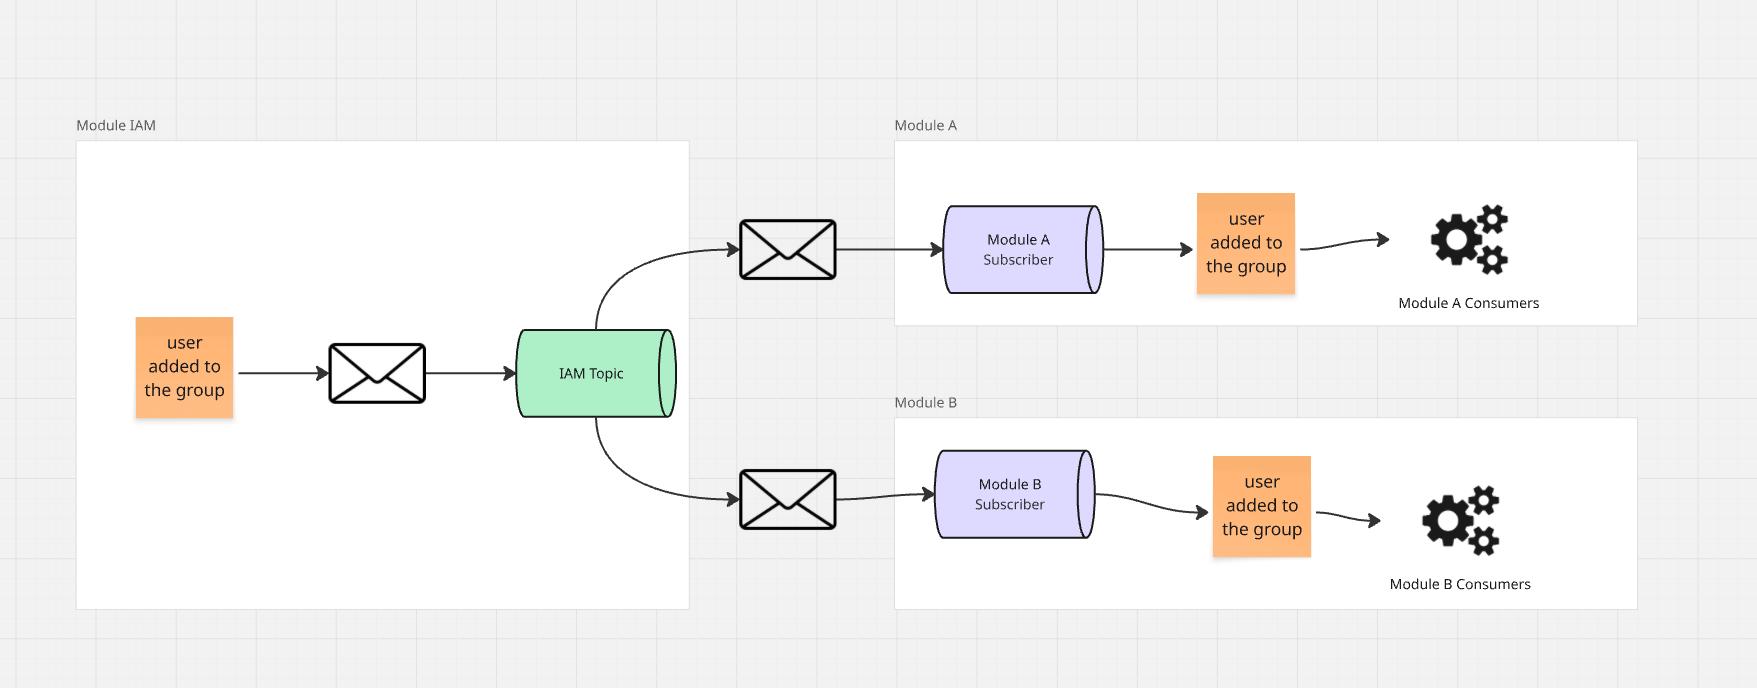 Module IAM
user
added to
the group
IAM Topic
Module A
Module A
Subscriber
user
added to
the group
Module A Consumers
Module B
Module B
Subscriber
user
added to
the group
Module B Consumers